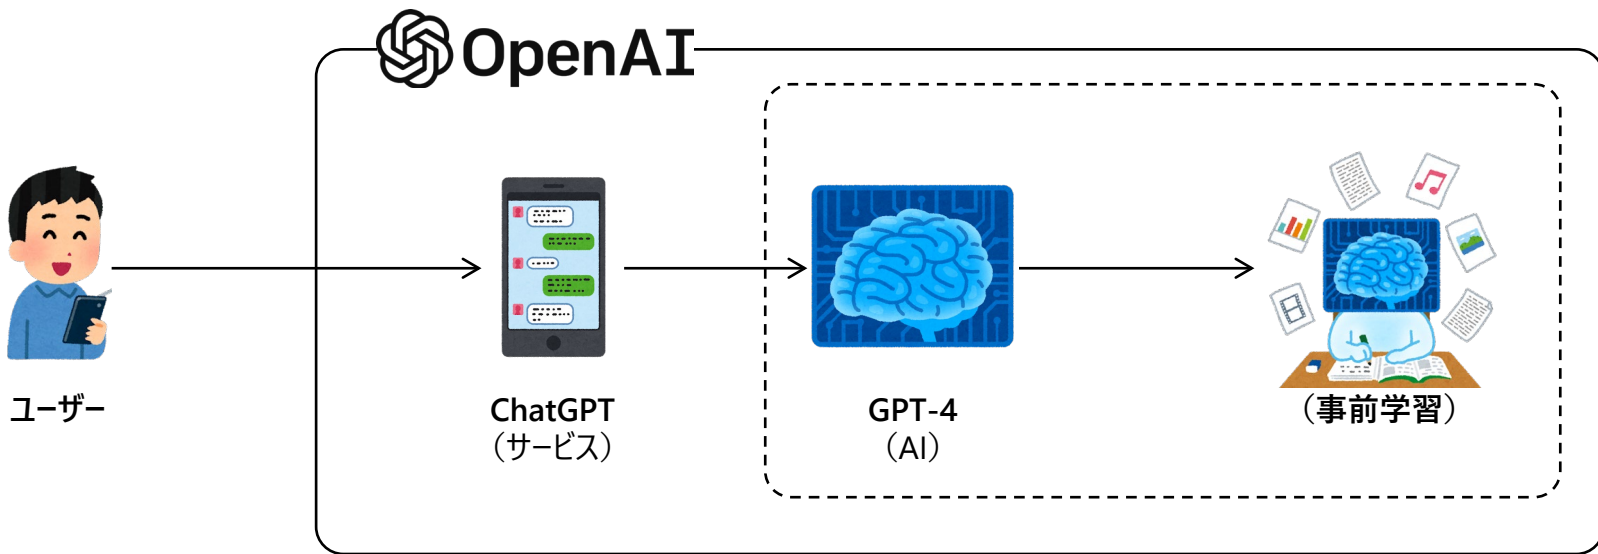 OpenAI
ユーザー
ChatGPT
（サービス）
GPT-4
（AI）
（事前学習）